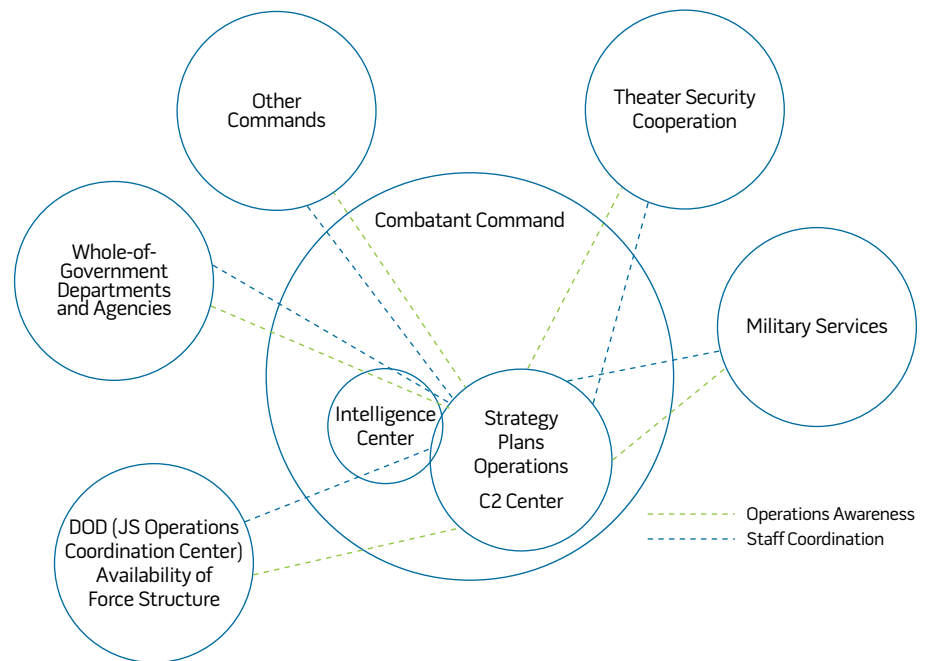 Other
Commands
Theater Security
Cooperation
Combatant Command
Whole-of-
Government
Departments
and Agencies
Military Services
Intelligence
Center
Strategy
Plans
Operations
C2 Center
DOD (JS Operations
Coordination Center)
Availability of
Force Structure
Operations Awareness
Staff Coordination